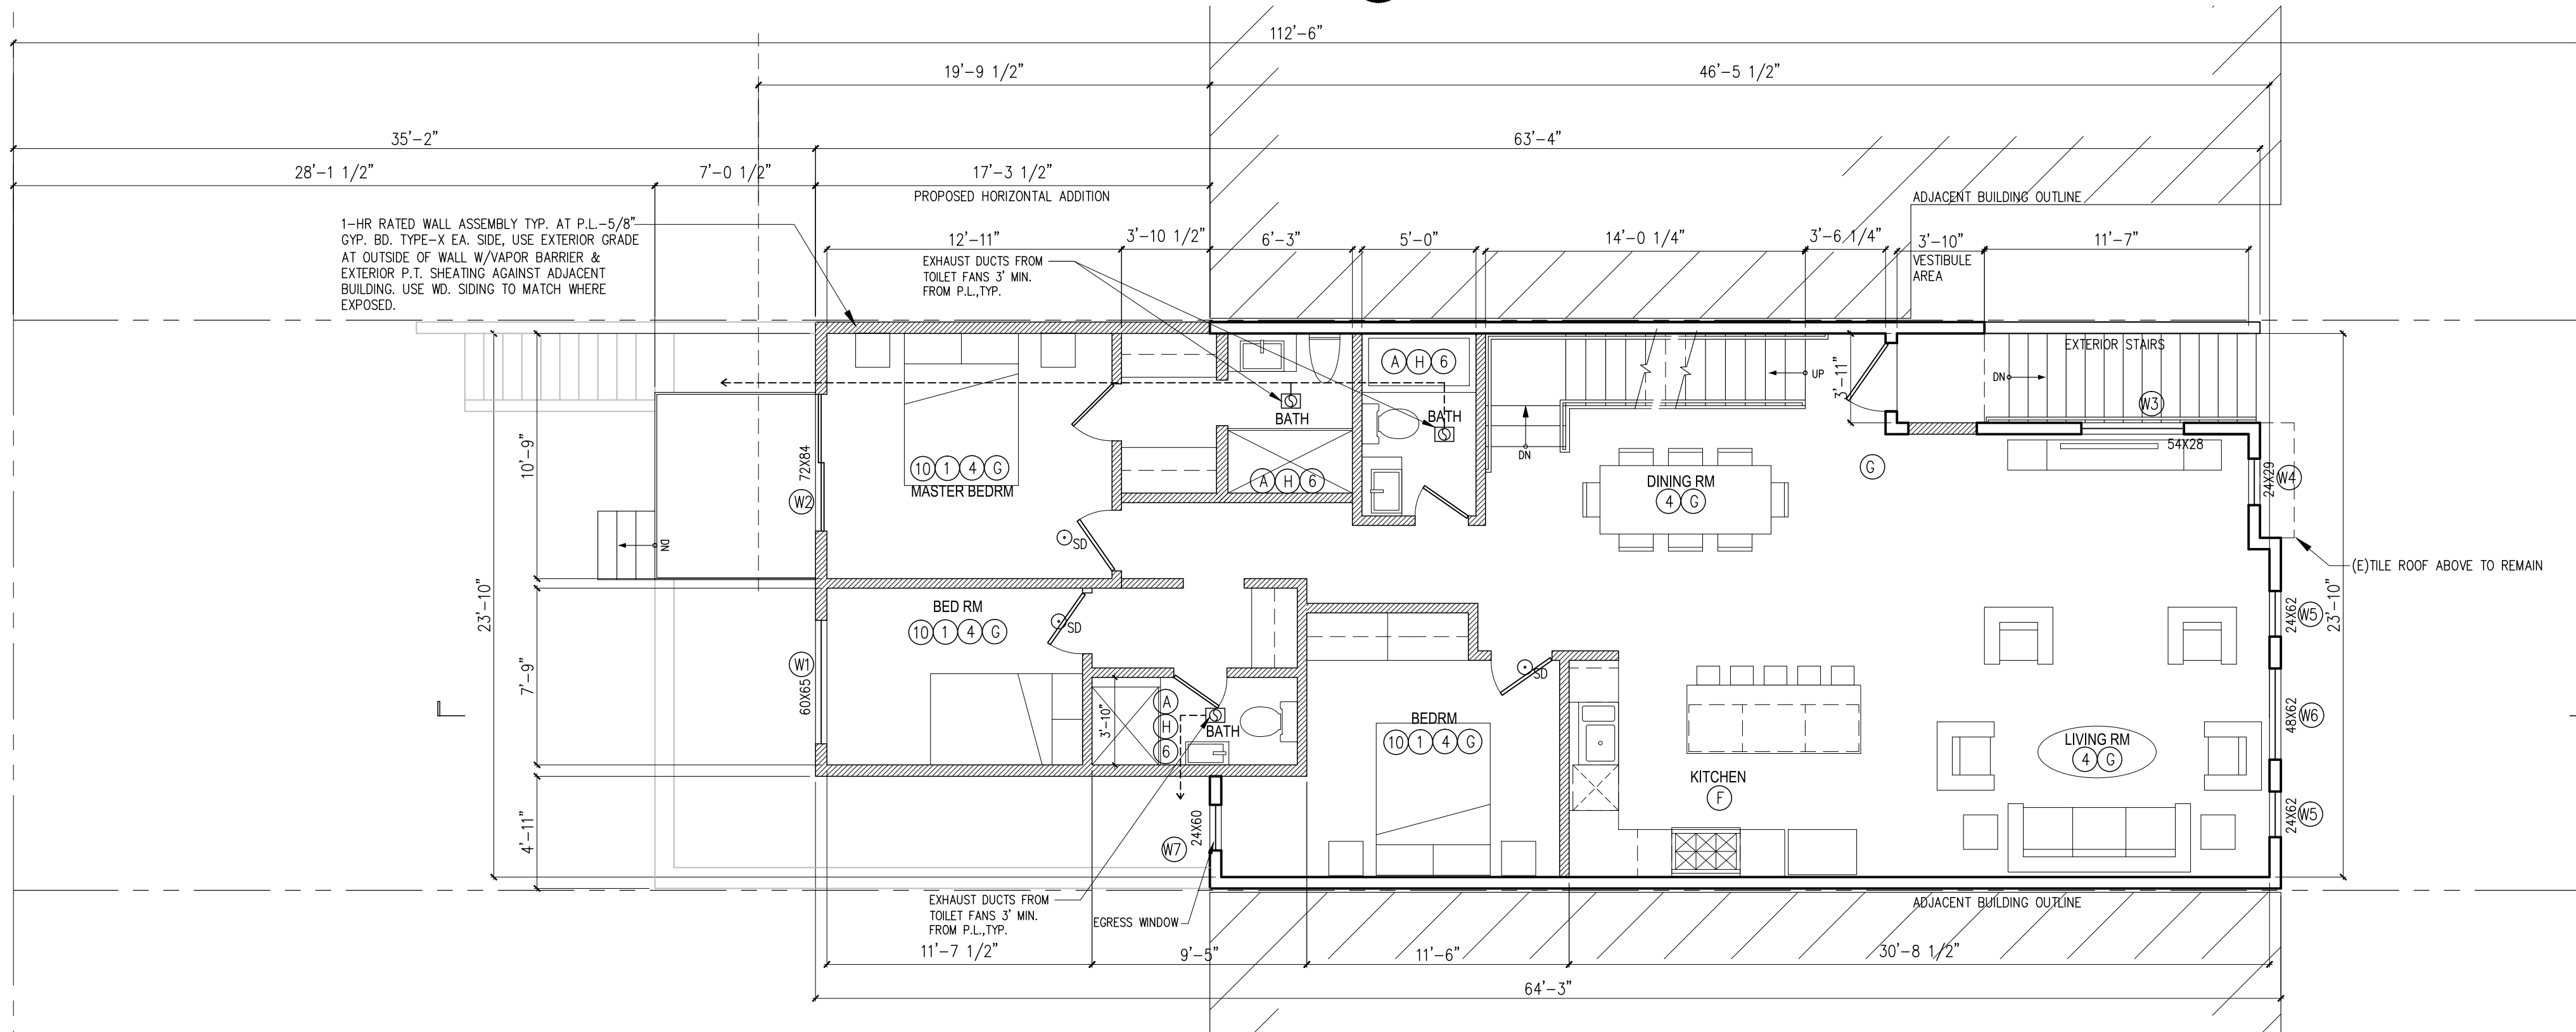 112'-6"
19'-9 1/2"
46'-5 1/2"
35'-2"
63'-4"
28'-1 1/2"
7'-0 1/2"
17'-3 1/2"
PROPOSED HORIZONTAL ADDITION
ADJACENT BUILDING OUTLINE
1-HR RATED WALL ASSEMBLY TYP. AT P.L.-5/8"
GYP. BD. TYPE-X EA. SIDE, USE EXTERIOR GRADE
AT OUTSIDE OF WALL W/VAPOR BARRIER &
EXTERIOR P.T. SHEATING AGAINST ADJACENT
BUILDING. USE WD. SIDING TO MATCH WHERE
EXPOSED.
12'-11"
3'-10 1/2"
6'-3"
5'-0"
14'-0 1/4"
3'-6 1/4"
3'-10"
11'-7"
VESTIBULE
AREA
EXHAUST DUCTS FROM
TOILET FANS 3' MIN.
FROM P.L.,TYP.
EXTERIOR STAIRS
A H 6
UP
3'-11"
DN
W3
BATH
BATH
54X28
DN
10'-9"
72X84
W2
10 1 4 G
MASTER BEDRM
A H 6
DINING RM
4 G
G
24X29
W4
SD
DN
(E)TILE ROOF ABOVE TO REMAIN
23'-10"
BED RM
10 1 4 G
SD
24X62
W5
23'-10"
7'-9"
W1
60X65
SD
3'-10"
A
H
6
BATH
BEDRM
10 1 4 G
48X62
W6
LIVING RM
4 G
KITCHEN
F
4'-11"
24X60
W7
24X62
W5
EXHAUST DUCTS FROM
TOILET FANS 3' MIN.
FROM P.L.,TYP.
EGRESS WINDOW
ADJACENT BUILDING OUTLINE
11'-7 1/2"
9'-5"
11'-6"
30'-8 1/2"
64'-3"